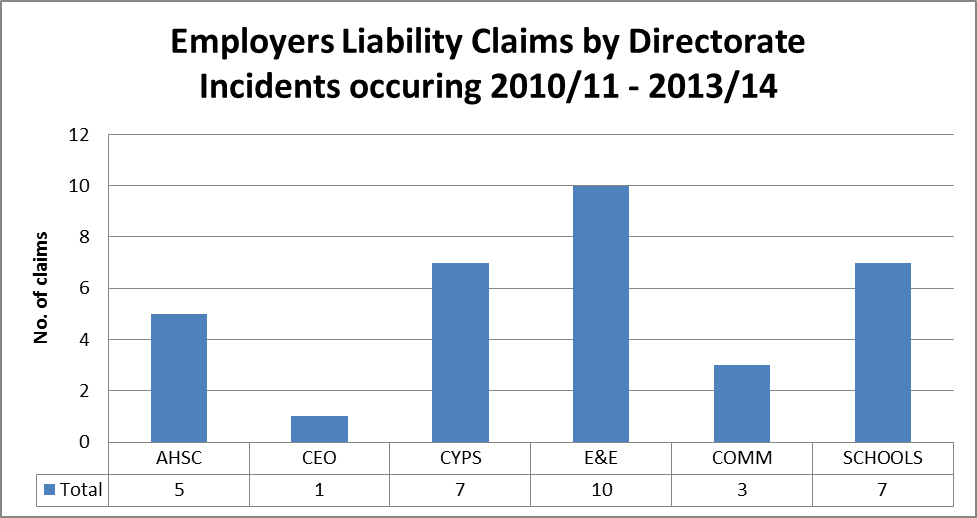 Employers Liability Claims by Directorate
Incidents occuring 2010/11 - 2013/14
12
10
8
6
4
2
0
No. of claims
AHSC CEO CYPS E&E COMM SCHOOLS
Total 5 1 7 10 3 7